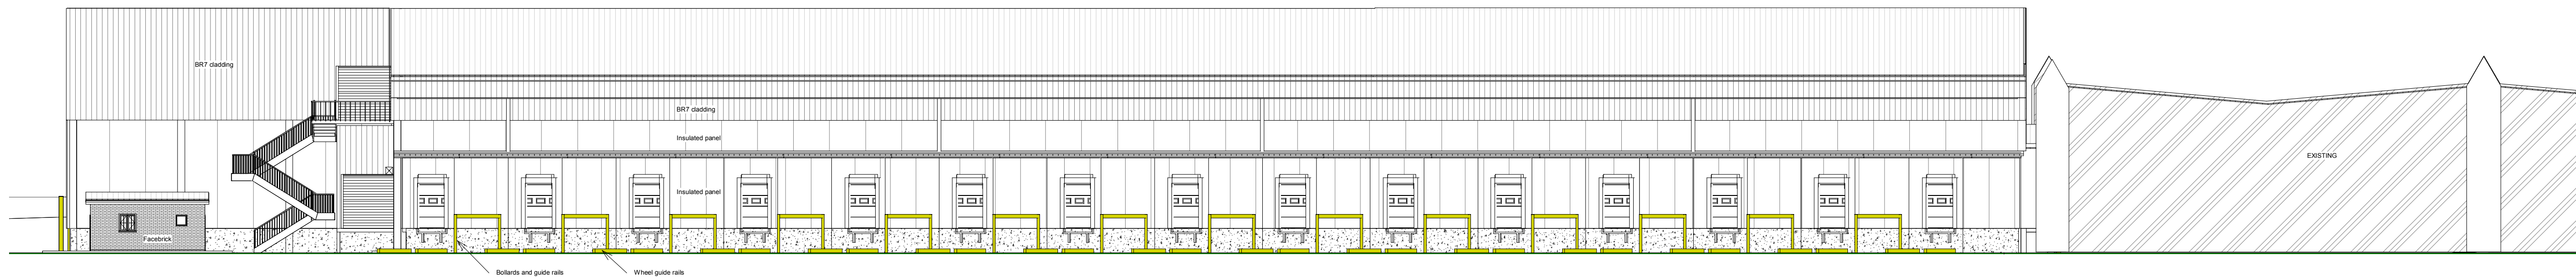 BR7 cladding
BR7 cladding
Insulated panel
Insulated panel
EXISTING
Facebrick
Bollards and guide rails
Wheel guide rails